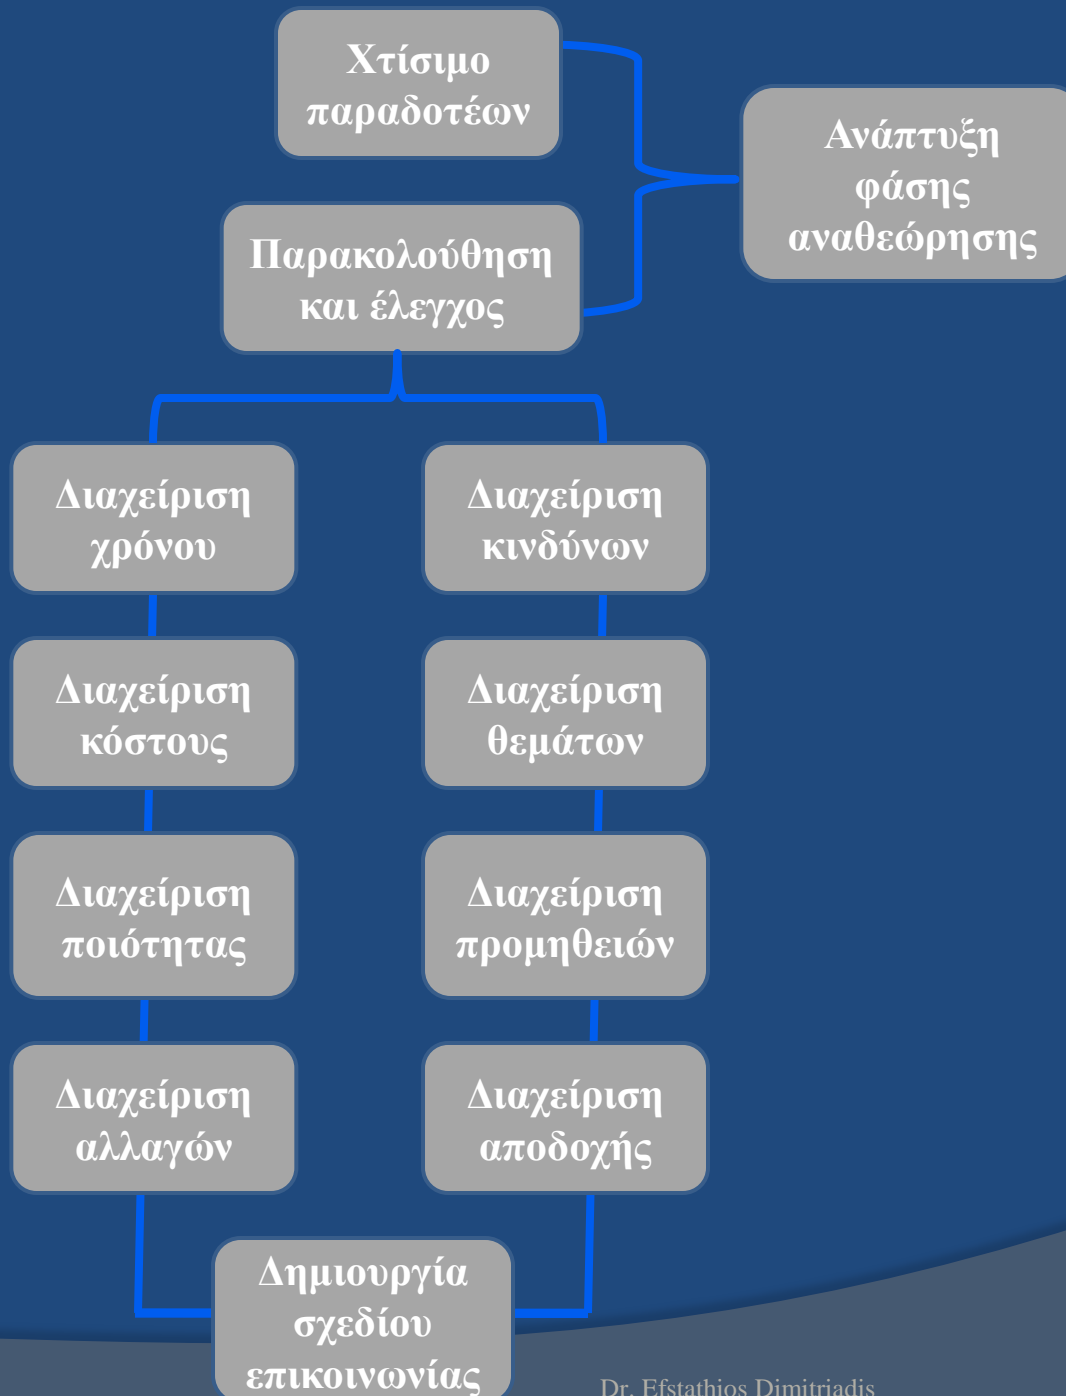 Χτίσιμο
παραδοτέων
Ανάπτυξη
φάσης
αναθεώρησης
Παρακολούθηση
και έλεγχος
Διαχείριση
χρόνου
Διαχείριση
κινδύνων
Διαχείριση
κόστους
Διαχείριση
θεμάτων
Διαχείριση
ποιότητας
Διαχείριση
προμηθειών
Διαχείριση
αλλαγών
Διαχείριση
αποδοχής
Δημιουργία
σχεδίου
επικοινωνίας
Dr. Efstathios Dimitriadis